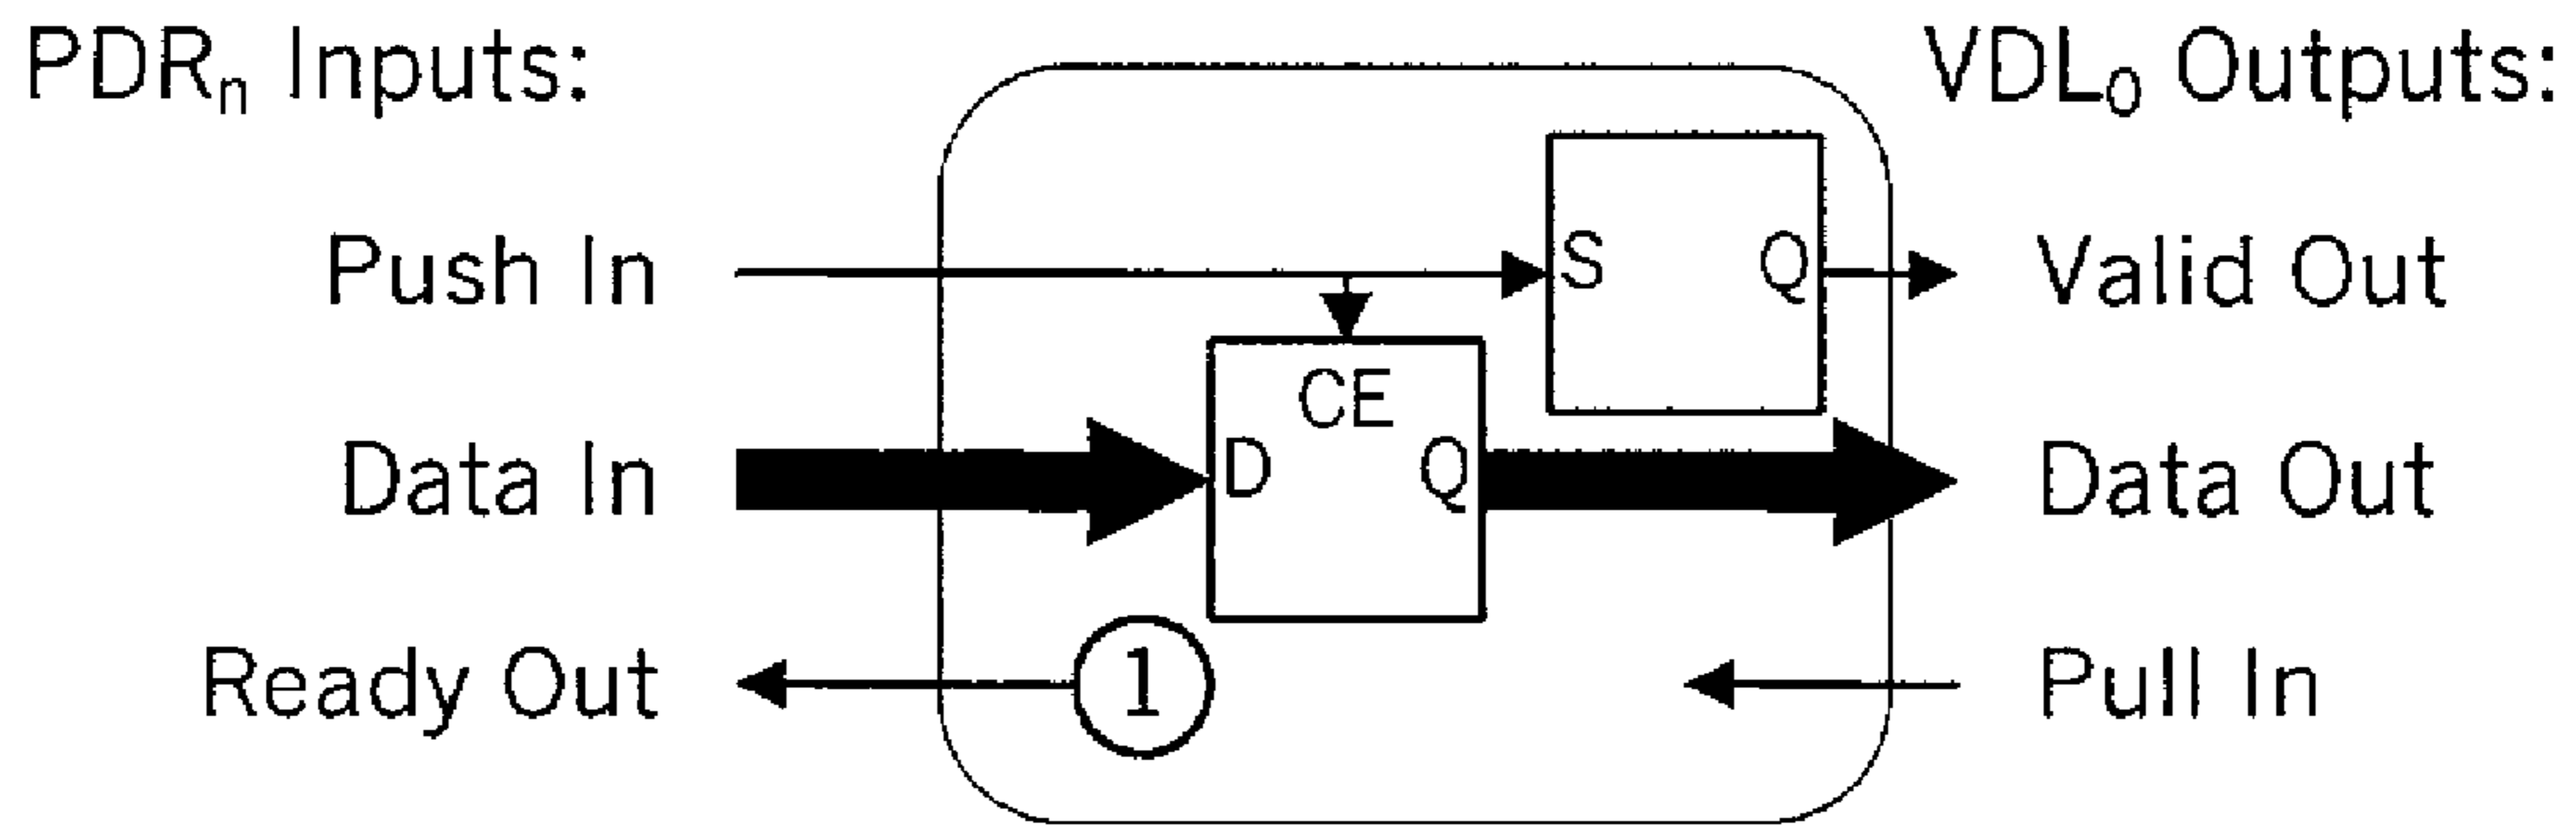 PDRn Inputs: VDL0 Outputs:
Push In S Q Valid Out
CE
Data In D Q Data Out
Ready Out 1 Pull In